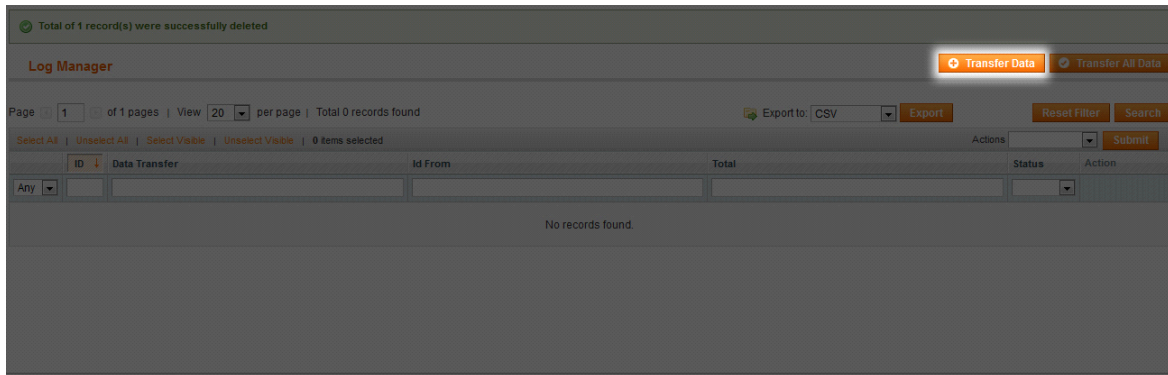 Total of 1 record(s) were successfully deleted
Log Manager
Transfer Data
Transfer All Data
Page 1 of 1 pages | View 20 per page | Total 0 records found
Export to: CSV Export
Reset Filter Search
Select All | Unselect All | Select Visible | Unselect Visible | 0 items selected
Actions Submit
ID Data Transfer Id From Total Status Action
Any
No records found.